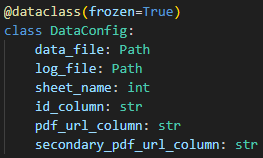 @dataclass(frozen=True)
class DataConfig:
    data_file: Path
    log_file: Path
    sheet_name: int
    id_column: str
    pdf_url_column: str
    secondary_pdf_url_column: str